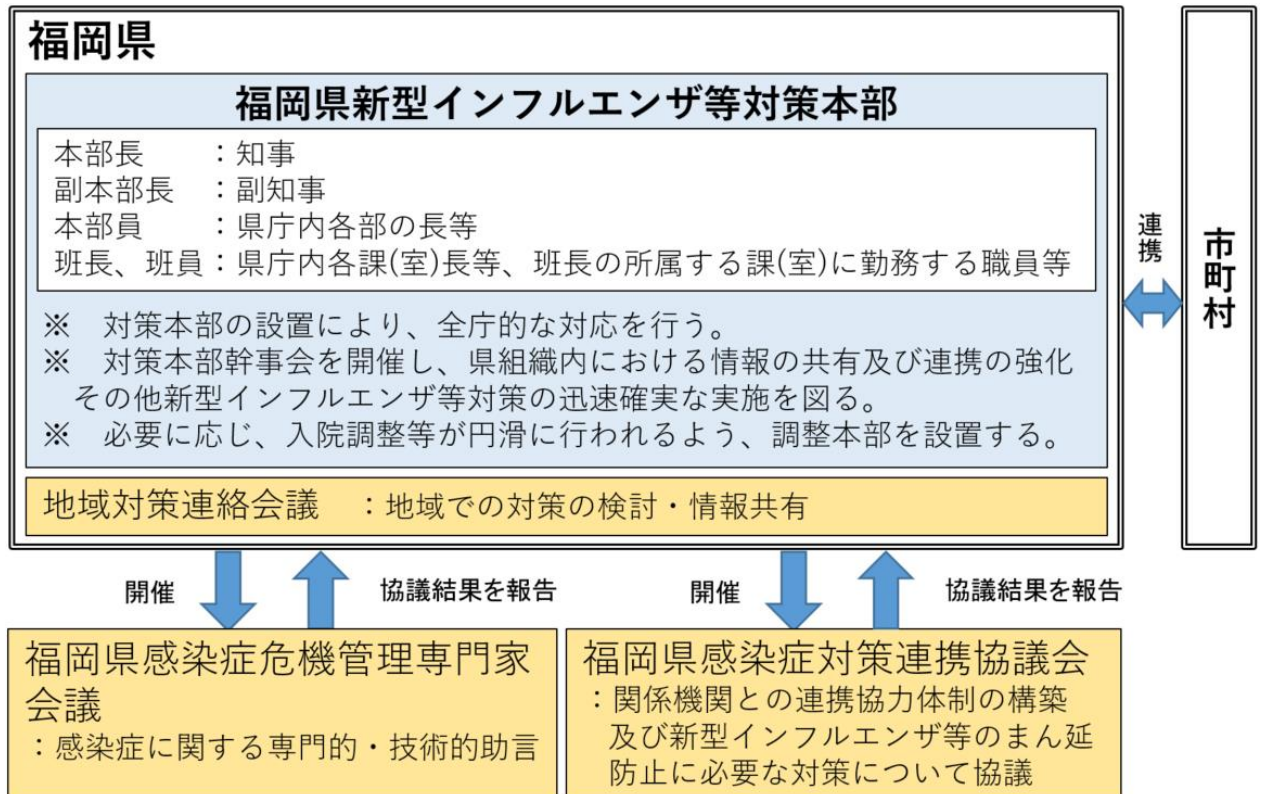 福岡県
福岡県新型インフルエンザ等対策本部
本部長　　：知事
副本部長　：副知事
本部員　　：県庁内各部の長等
班長、班員：県庁内各課(室)長等、班長の所属する課(室)に勤務する職員等
※　対策本部の設置により、全庁的な対応を行う。
※　対策本部幹事会を開催し、県組織内における情報の共有及び連携の強化
その他新型インフルエンザ等対策の迅速確実な実施を図る。
※　必要に応じ、入院調整等が円滑に行われるよう、調整本部を設置する。
地域対策連絡会議　：地域での対策の検討・情報共有
連携
市町村
開催
協議結果を報告
開催
協議結果を報告
福岡県感染症危機管理専門家
会議
：感染症に関する専門的・技術的助言
福岡県感染症対策連携協議会
：関係機関との連携協力体制の構築
及び新型インフルエンザ等のまん延
防止に必要な対策について協議